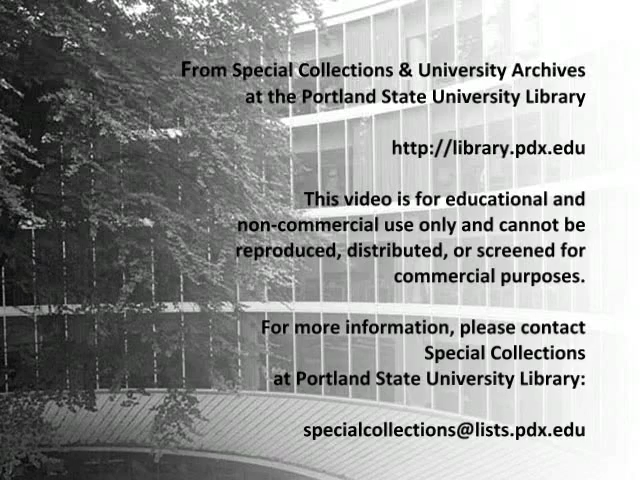 From Special Collections & University Archives
at the Portland State University Library
http://library.pdx.edu
This video is for educational and
non-commercial use only and cannot be
reproduced, distributed, or screened for
commercial purposes.
For more information, please contact
Special Collections
at Portland State University Library:
specialcollections@lists.pdx.edu